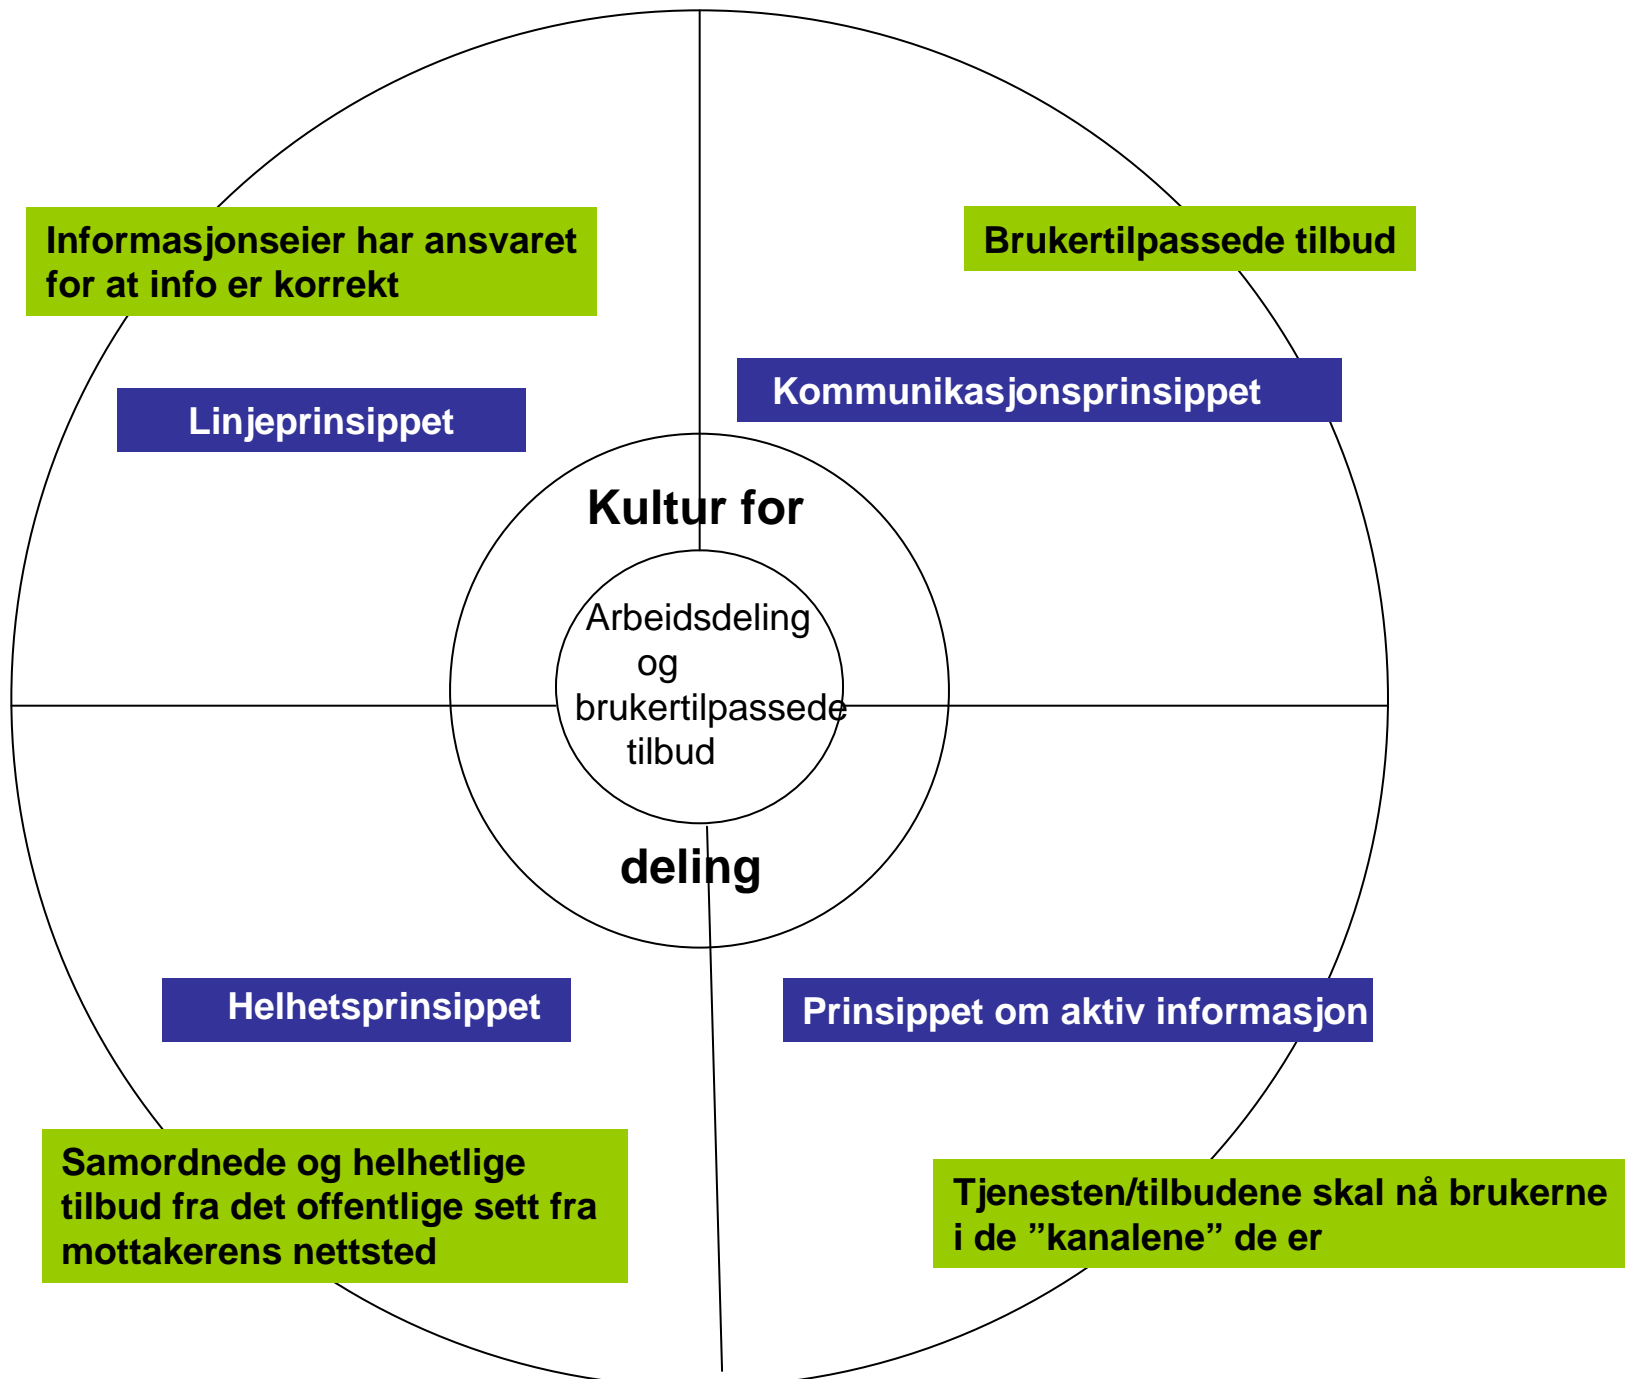 Informasjonseier har ansvaret
for at info er korrekt
Brukertilpassede tilbud
Linjeprinsippet
Kommunikasjonsprinsippet
Kultur for
Arbeidsdeling
og
brukertilpassede
tilbud
deling
Helhetsprinsippet
Prinsippet om aktiv informasjon
Samordnede og helhetlige
tilbud fra det offentlige sett fra
mottakerens nettsted
Tjenesten/tilbudene skal nå brukerne
i de ”kanalene” de er